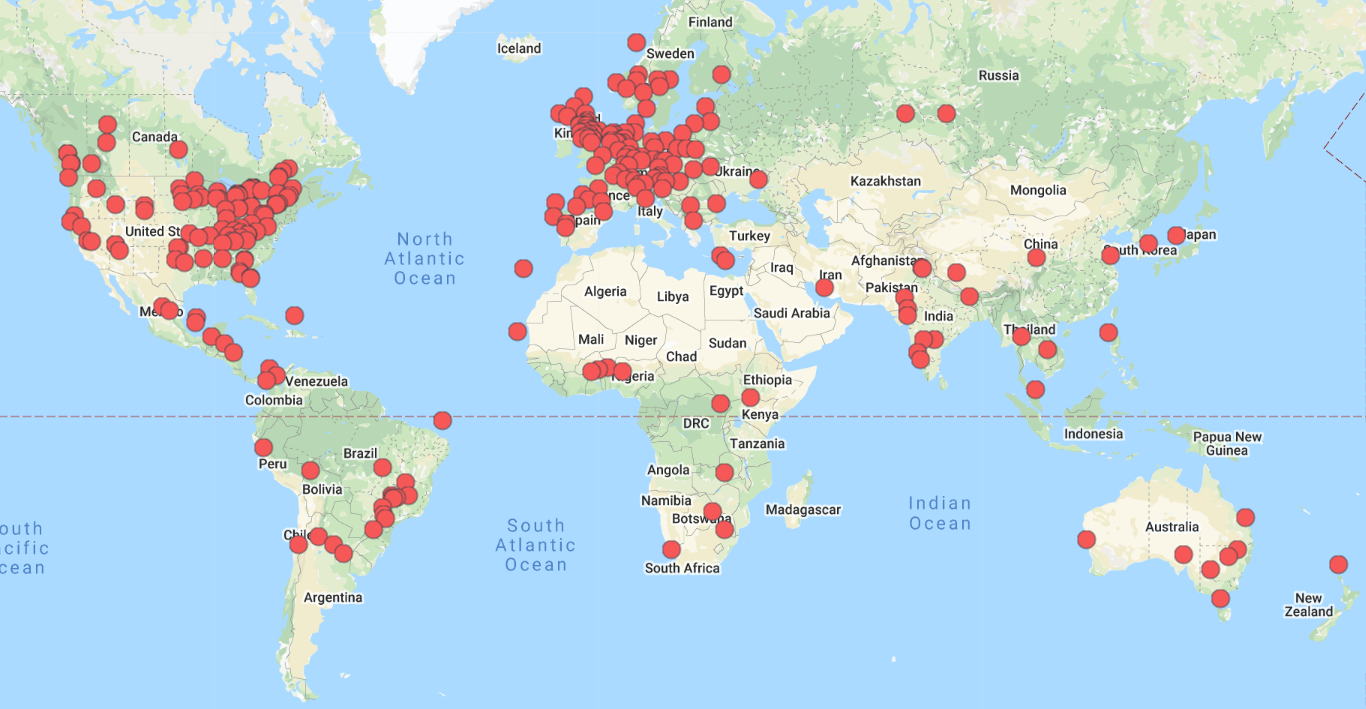 Finland
Iceland
Sweden
Russia
Canada
Kin
d
Ukraine
Kazakhstan
Mongolia
nce
Italy
Spain
United St
North
Atlantic
Ocean
Turkey
Japan
China
South Korea
Afghanistan
Iraq
Iran
Algeria
Libya
Egypt
Pakistan
Mexico
Saudi Arabia
India
Thailand
Mali
Niger
Sudan
Chad
Nigeria
Ethiopia
Venezuela
Colombia
Kenya
DRC
Indonesia
Papua New
Guinea
Tanzania
Brazil
Peru
Angola
Bolivia
Namibia
Madagascar
Botswana
Indian
Ocean
outh
cific
cean
South
Atlantic
Ocean
Australia
Chile
South Africa
Argentina
New
Zealand